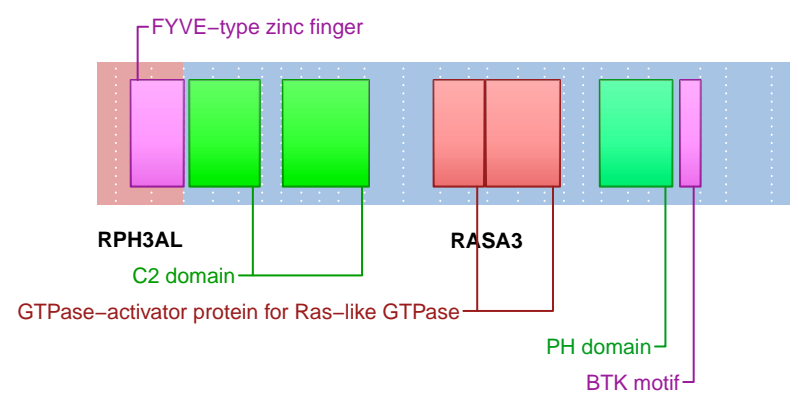 FYVE−type zinc finger
RPH3AL
RASA3
C2 domain
GTPase−activator protein for Ras−like GTPase
PH domain
BTK motif